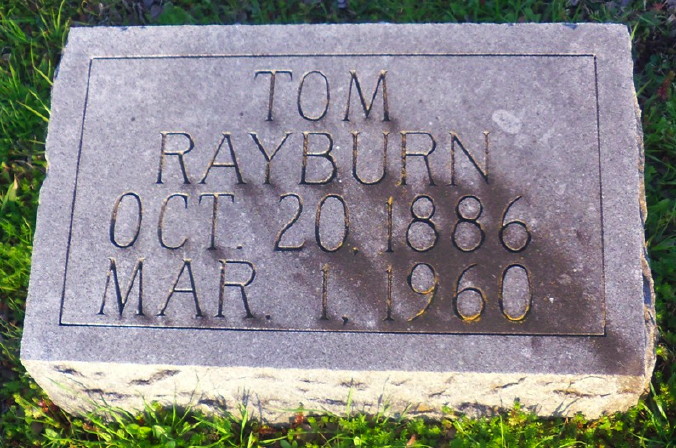 TOM
RAYBURN
OCT. 20, 1886
MAR. 1, 1960